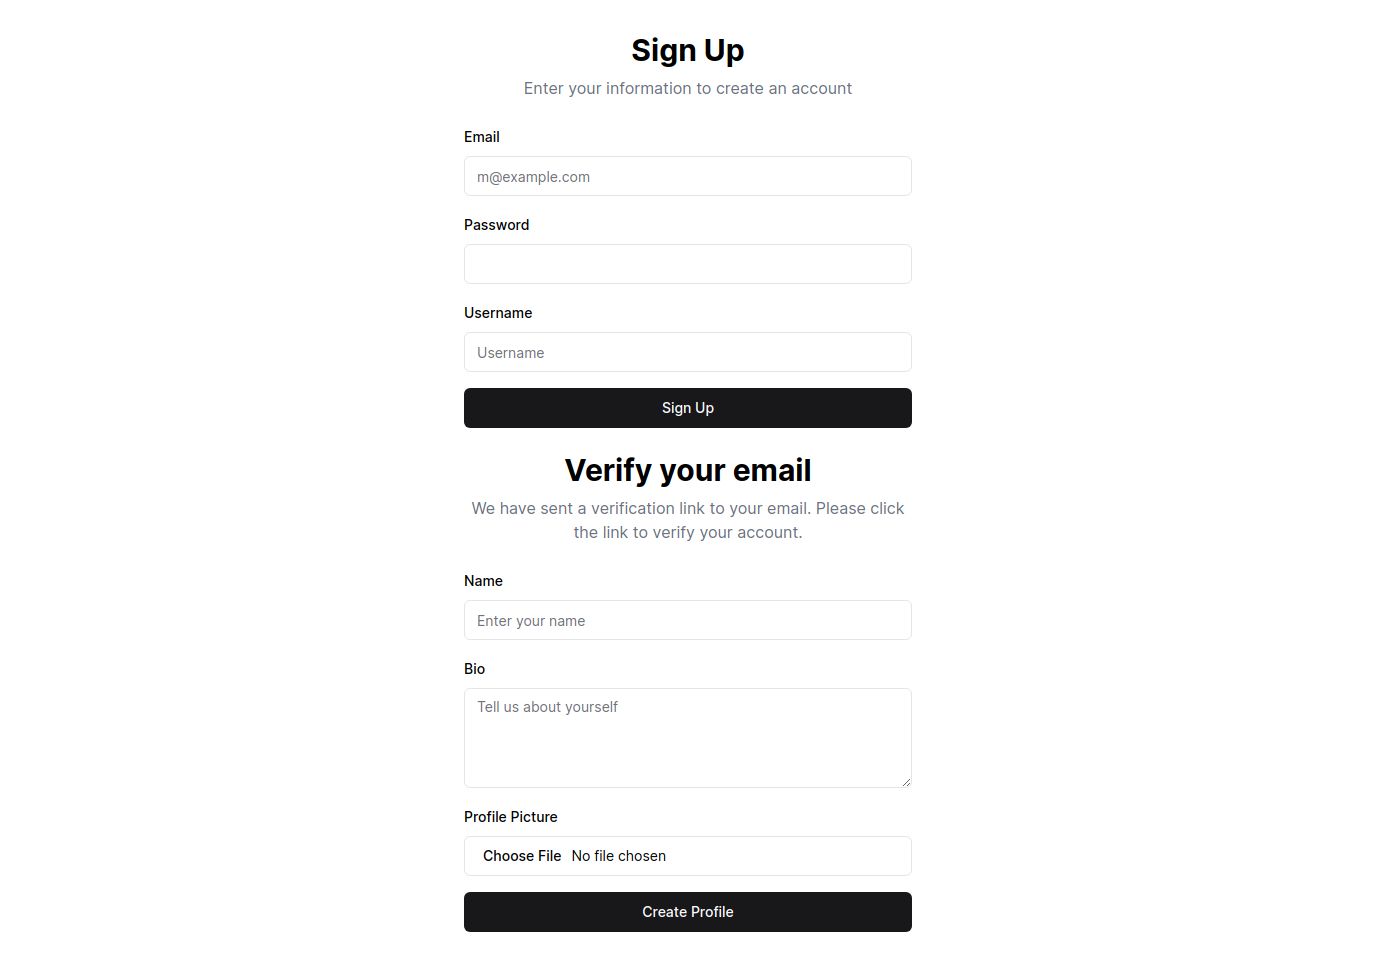 Sign Up
Enter your information to create an account
Email
m@example.com
Password
Username
Username
Sign Up
Verify your email
We have sent a verification link to your email. Please click
the link to verify your account.
Name
Enter your name
Bio
Tell us about yourself
Profile Picture
Choose File No file chosen
Create Profile